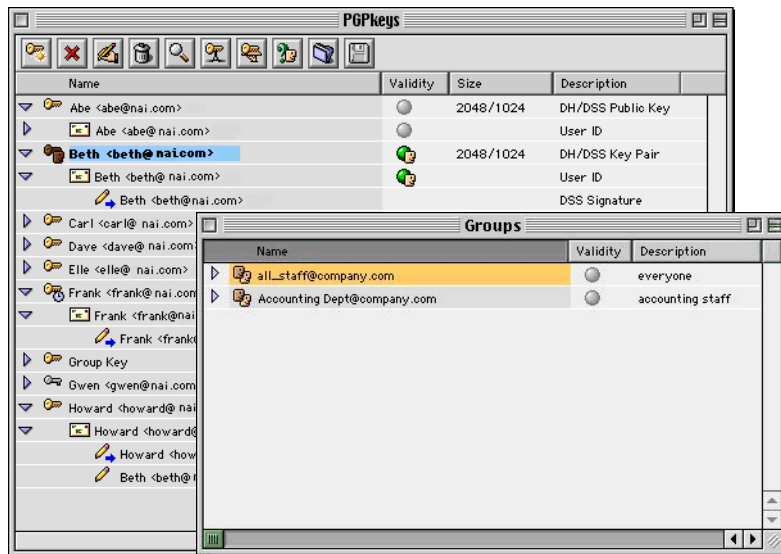 PGPkeys
Name Validity Size Description
Abe <abe@nai.com> 2048/1024 DH/DSS Public Key
Abe <abe@nai.com> User ID
Beth <beth@nai.com> 2048/1024 DH/DSS Key Pair
Beth <beth@nai.com> User ID
Beth <beth@nai.com> DSS Signature
Carl <carl@ nai.com>
Dave <dave@nai.com
Elle <elle@ nai.com>
Frank <frank@nai.con
Frank <frank@nai
Frank <frank
Group Key
Gwen <gwen@nai.com
Howard <howard@ nai
Howard <howard@
Howard <how
Beth <beth@
Groups
Name Validity Description
all_staff@company.com everyone
Accounting Dept@company.com accounting staff